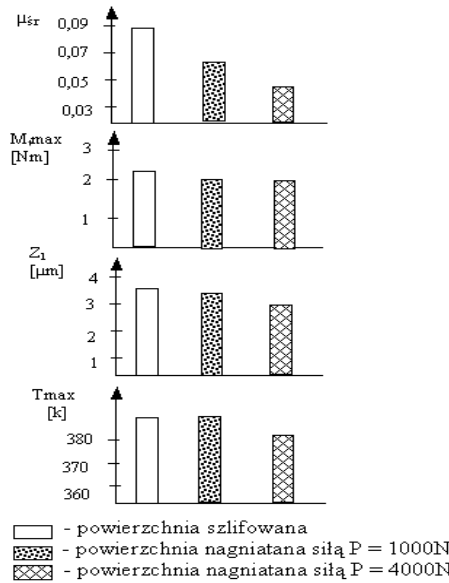 μśr 0,09
0,07
0,05
0,03
Mₜmax 3
[Nm] 2
1
Z₁
[μm] 4
3
2
1
Tmax
[k]
380
370
360
- powierzchnia szlifowana
- powierzchnia nagniatana siłą P = 1000N
- powierzchnia nagniatana siłą P = 4000N